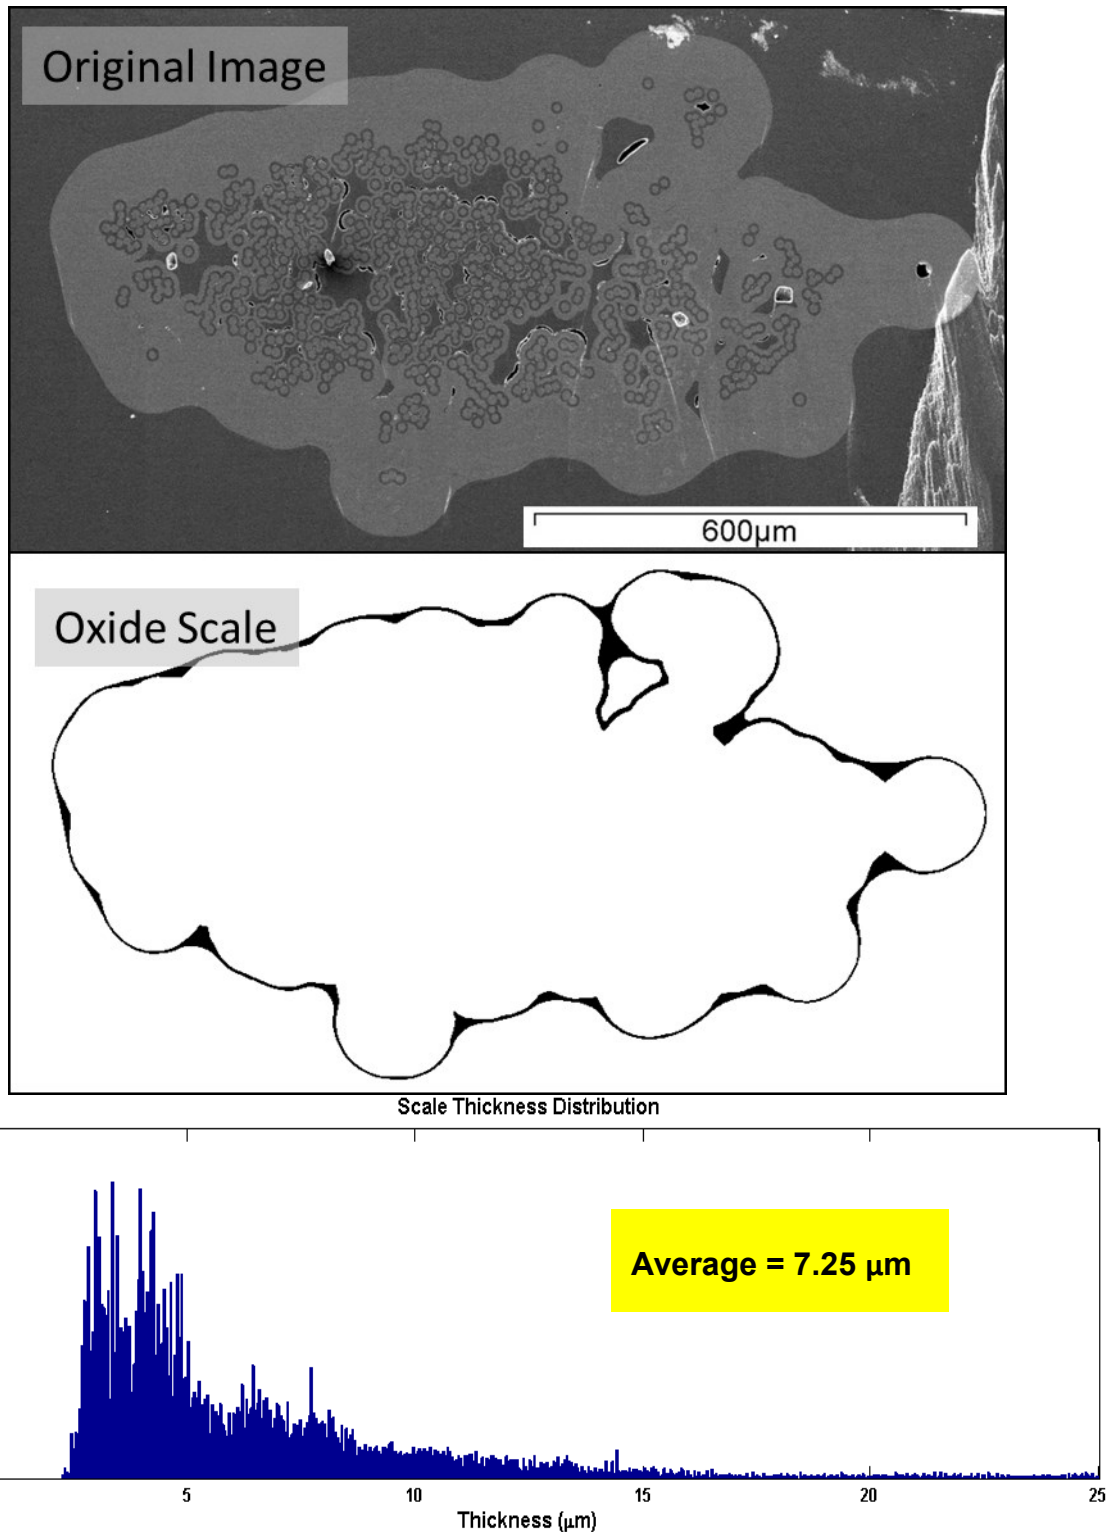 Original Image
600µm
Oxide Scale
Scale Thickness Distribution
Average = 7.25 µm
5 10 15 20 25
Thickness (µm)